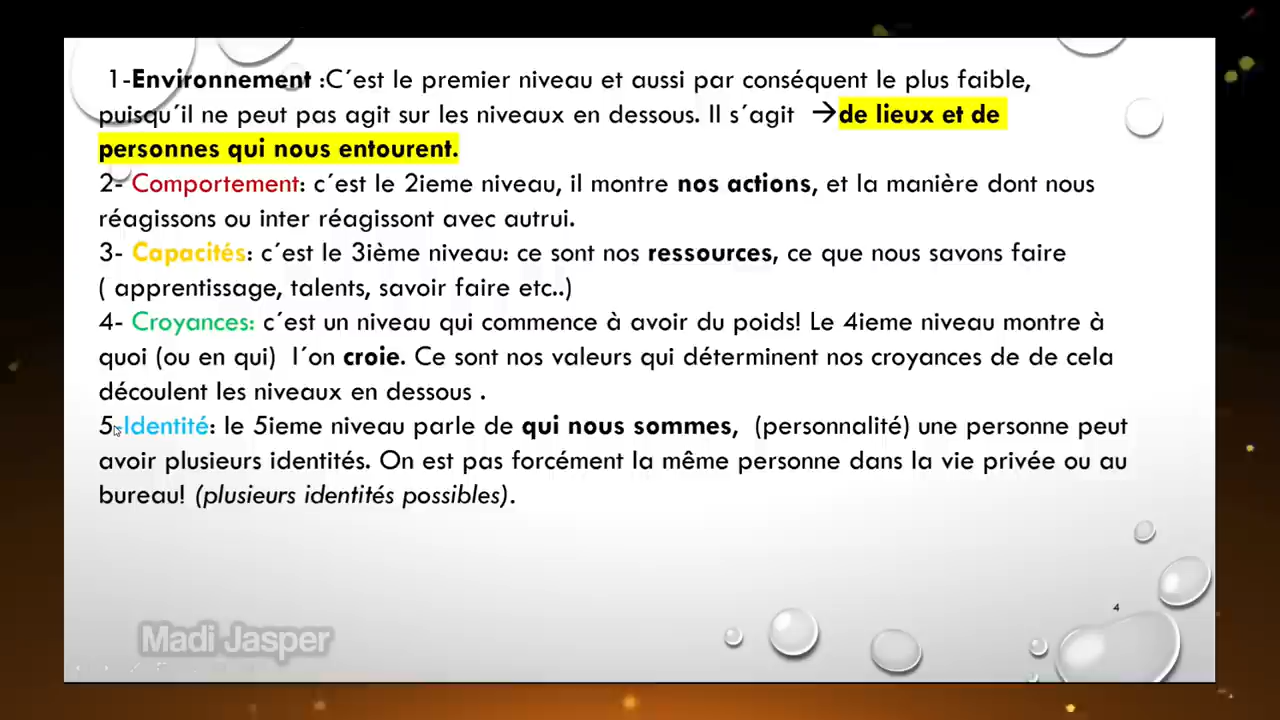 1-Environnement :C´est le premier niveau et aussi par conséquent le plus faible,
puisqu´il ne peut pas agit sur les niveaux en dessous. Il s´agit →de lieux et de
personnes qui nous entourent.
2- Comportement: c´est le 2ieme niveau, il montre nos actions, et la manière dont nous
réagissons ou inter réagissont avec autrui.
3- Capacités: c´est le 3ième niveau: ce sont nos ressources, ce que nous savons faire
( apprentissage, talents, savoir faire etc..)
4- Croyances: c´est un niveau qui commence à avoir du poids! Le 4ieme niveau montre à
quoi (ou en qui) l´on croie. Ce sont nos valeurs qui déterminent nos croyances de de cela
découlent les niveaux en dessous .
5-Identité: le 5ieme niveau parle de qui nous sommes, (personnalité) une personne peut
avoir plusieurs identités. On est pas forcément la même personne dans la vie privée ou au
bureau! (plusieurs identités possibles).
4
Madi Jasper